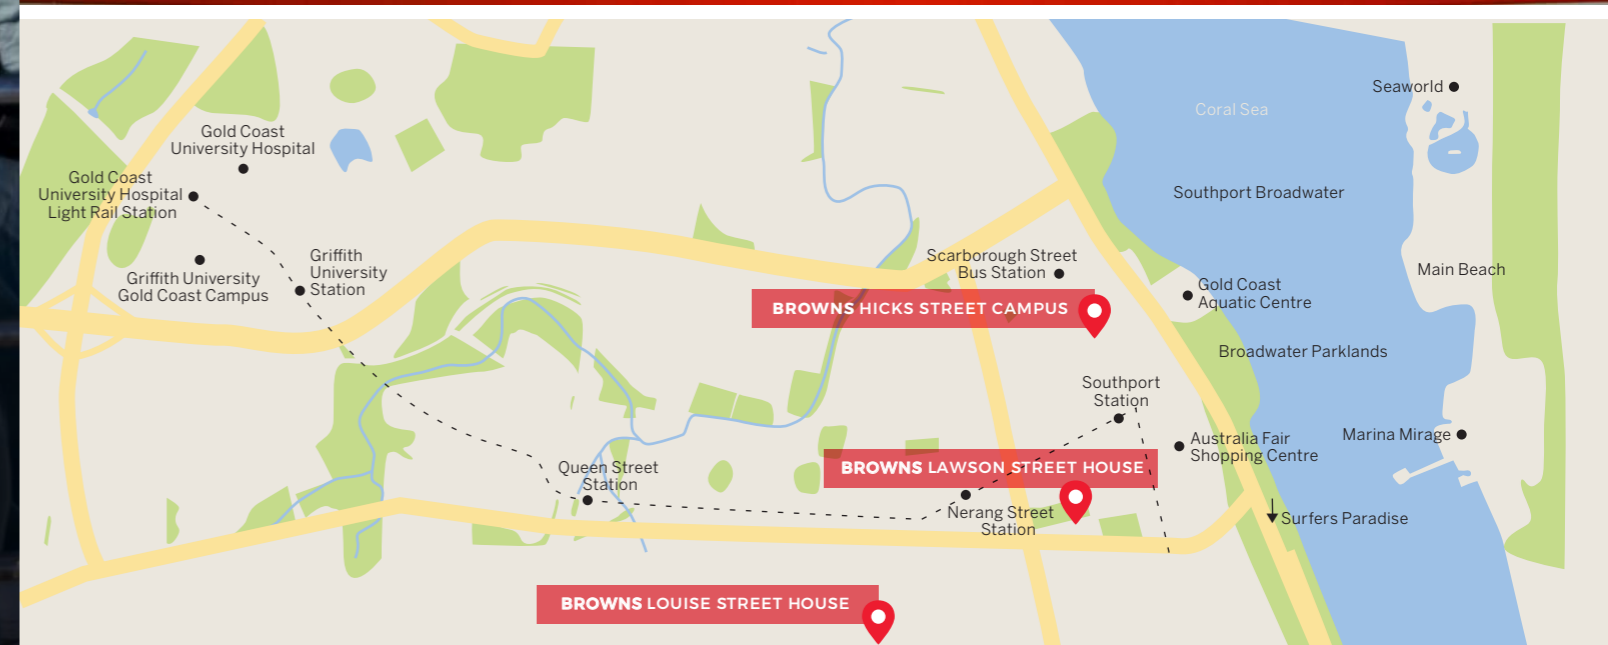 Seaworld
Coral Sea
Gold Coast
University Hospital
Gold Coast
University Hospital
Light Rail Station
Southport Broadwater
Griffith
University
Station
Griffith University
Gold Coast Campus
Scarborough Street
Bus Station
Main Beach
Gold Coast
Aquatic Centre
BROWNS HICKS STREET CAMPUS
Broadwater Parklands
Southport
Station
Australia Fair
Shopping Centre
Marina Mirage
Queen Street
Station
BROWNS LAWSON STREET HOUSE
Nerang Street
Station
Surfers Paradise
BROWNS LOUISE STREET HOUSE